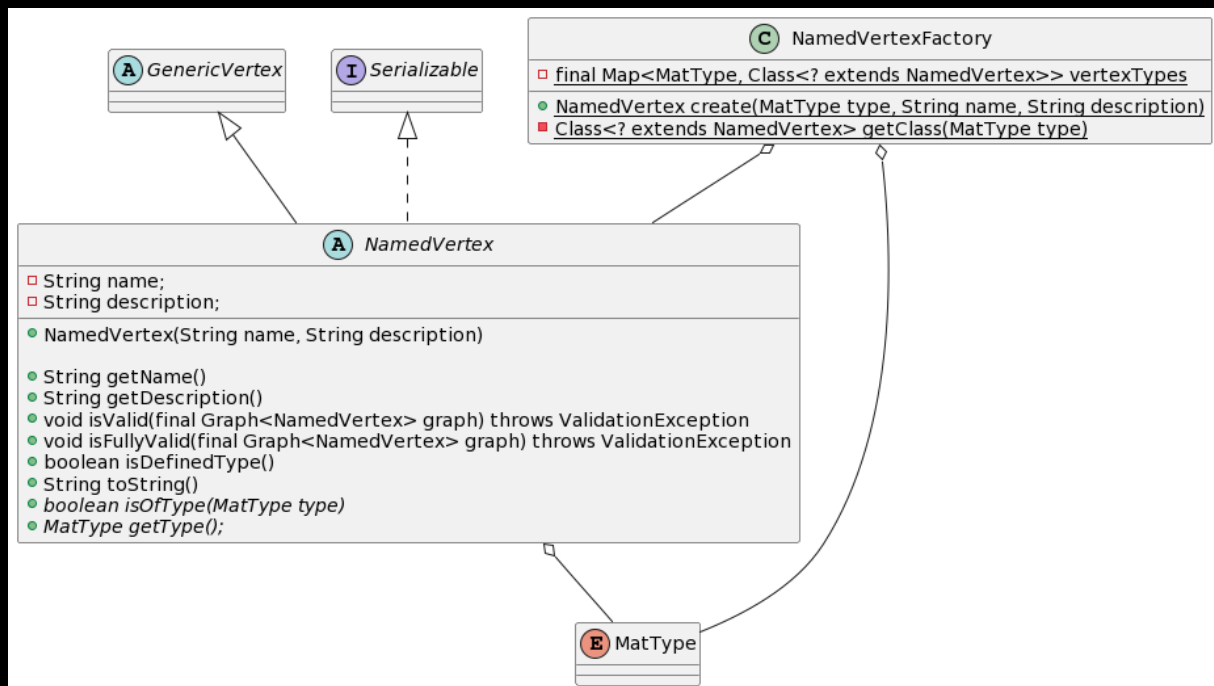 A GenericVertex
I Serializable
C NamedVertexFactory
final Map<MatType, Class<? extends NamedVertex>> vertexTypes
NamedVertex create(MatType type, String name, String description)
Class<? extends NamedVertex> getClass(MatType type)
A NamedVertex
String name;
String description;
NamedVertex(String name, String description)
String getName()
String getDescription()
void isValid(final Graph<NamedVertex> graph) throws ValidationException
void isFullyValid(final Graph<NamedVertex> graph) throws ValidationException
boolean isDefinedType()
String toString()
boolean isOfType(MatType type)
MatType getType();
E MatType